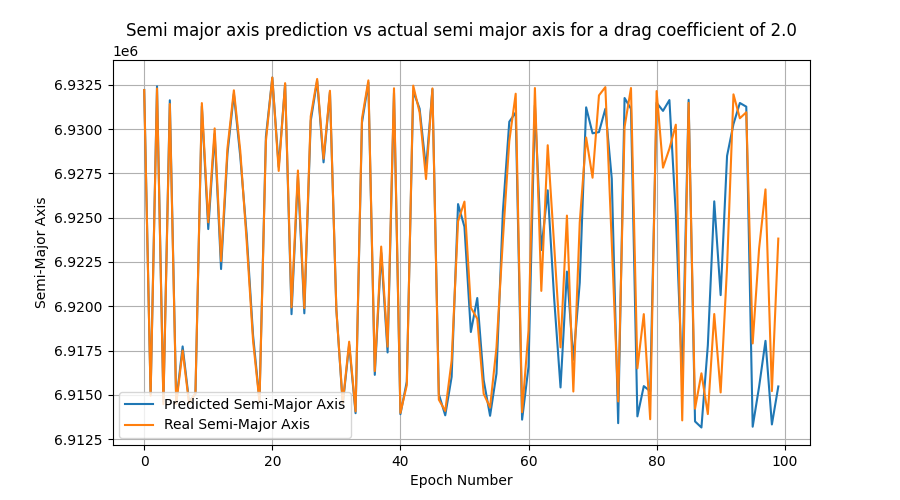 Semi major axis prediction vs actual semi major axis for a drag coefficient of 2.0
1e6
6.9325
6.9300
6.9275
6.9250
6.9225
6.9200
6.9175
6.9150
6.9125
Semi-Major Axis
Predicted Semi-Major Axis
Real Semi-Major Axis
0 20 40 60 80 100
Epoch Number